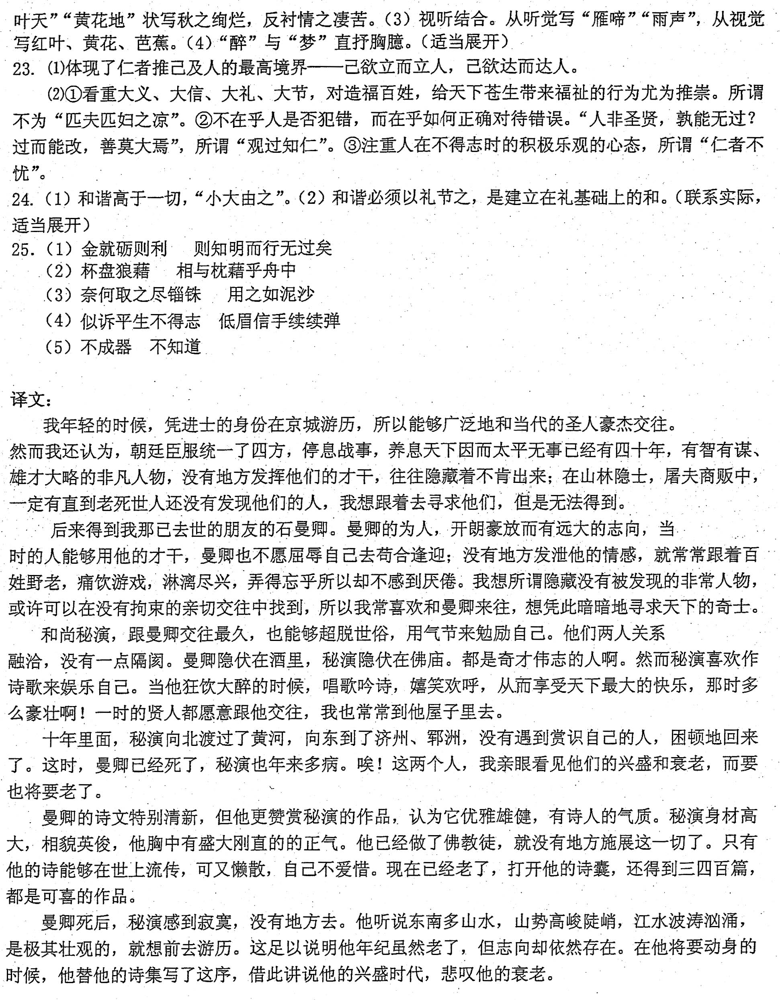 叶天”“黄花地”状写秋之绚烂，反衬情之凄苦。（3）视听结合。从听觉写“雁啼”“雨声”，从视觉
写红叶、黄花、芭蕉。（4）“醉”与“梦”直抒胸臆。（适当展开）
23. ⑴体现了仁者推己及人的最高境界——己欲立而立人，己欲达而达人。
⑵①看重大义、大信、大礼、大节，对造福百姓，给天下苍生带来福祉的行为尤为推崇。所谓
不为“匹夫匹妇之凉”。②不在乎人是否犯错，而在乎如何正确对待错误。“人非圣贤，孰能无过？
过而能改，善莫大焉”，所谓“观过知仁”。③注重人在不得志时的积极乐观的心态，所谓“仁者不
忧”。
24.（1）和谐高于一切，“小大由之”。（2）和谐必须以礼节之，是建立在礼基础上的和。（联系实际，
适当展开）
25.（1）金就砺则利 则知明而行无过矣
（2）杯盘狼藉 相与枕藉乎舟中
（3）奈何取之尽锱铢 用之如泥沙
（4）似诉平生不得志 低眉信手续续弹
（5）不成器 不知道
译文：
我年轻的时候，凭进士的身份在京城游历，所以能够广泛地和当代的圣人豪杰交往。
然而我还认为，朝廷臣服统一了四方，停息战事，养息天下因而太平无事已经有四十年，有智有谋、
雄才大略的非凡人物，没有地方发挥他们的才干，往往隐藏着不肯出来；在山林隐士，屠夫商贩中，
一定有直到老死世人还没有发现他们的人，我想跟着去寻求他们，但是无法得到。
后来得到我那已去世的朋友的石曼卿。曼卿的为人，开朗豪放而有远大的志向，当
时的人能够用他的才干，曼卿也不愿屈辱自己去苟合逢迎；没有地方发泄他的情感，就常常跟着百
姓野老，痛饮游戏，淋漓尽兴，弄得忘乎所以却不感到厌倦。我想所谓隐藏没有被发现的非常人物，
或许可以在没有拘束的亲切交往中找到，所以我常喜欢和曼卿来往，想凭此暗暗地寻求天下的奇士。
和尚秘演，跟曼卿交往最久，也能够超脱世俗，用气节来勉励自己。他们两人关系
融洽，没有一点隔阂。曼卿隐伏在酒里，秘演隐伏在佛庙。都是奇才伟志的人啊。然而秘演喜欢作
诗歌来娱乐自己。当他狂饮大醉的时候，唱歌吟诗，嬉笑欢呼，从而享受天下最大的快乐，那时多
么豪壮啊！一时的贤人都愿意跟他交往，我也常常到他屋子里去。
十年里面，秘演向北渡过了黄河，向东到了济州、郓洲，没有遇到赏识自己的人，困顿地回来
了。这时，曼卿已经死了，秘演也年来多病。唉！这两个人，我亲眼看见他们的兴盛和衰老，而要
也将要老了。
曼卿的诗文特别清新，但他更赞赏秘演的作品，认为它优雅雄健，有诗人的气质。秘演身材高
大，相貌英俊，他胸中有盛大刚直的的正气。他已经做了佛教徒，就没有地方施展这一切了。只有
他的诗能够在世上流传，可又懒散，自己不爱惜。现在已经老了，打开他的诗囊，还得到三四百篇，
都是可喜的作品。
曼卿死后，秘演感到寂寞，没有地方去。他听说东南多山水，山势高峻陡峭，江水波涛汹涌，
是极其壮观的，就想前去游历。这足以说明他年纪虽然老了，但志向却依然存在。在他将要动身的
时候，他替他的诗集写了这序，借此讲说他的兴盛时代，悲叹他的衰老。